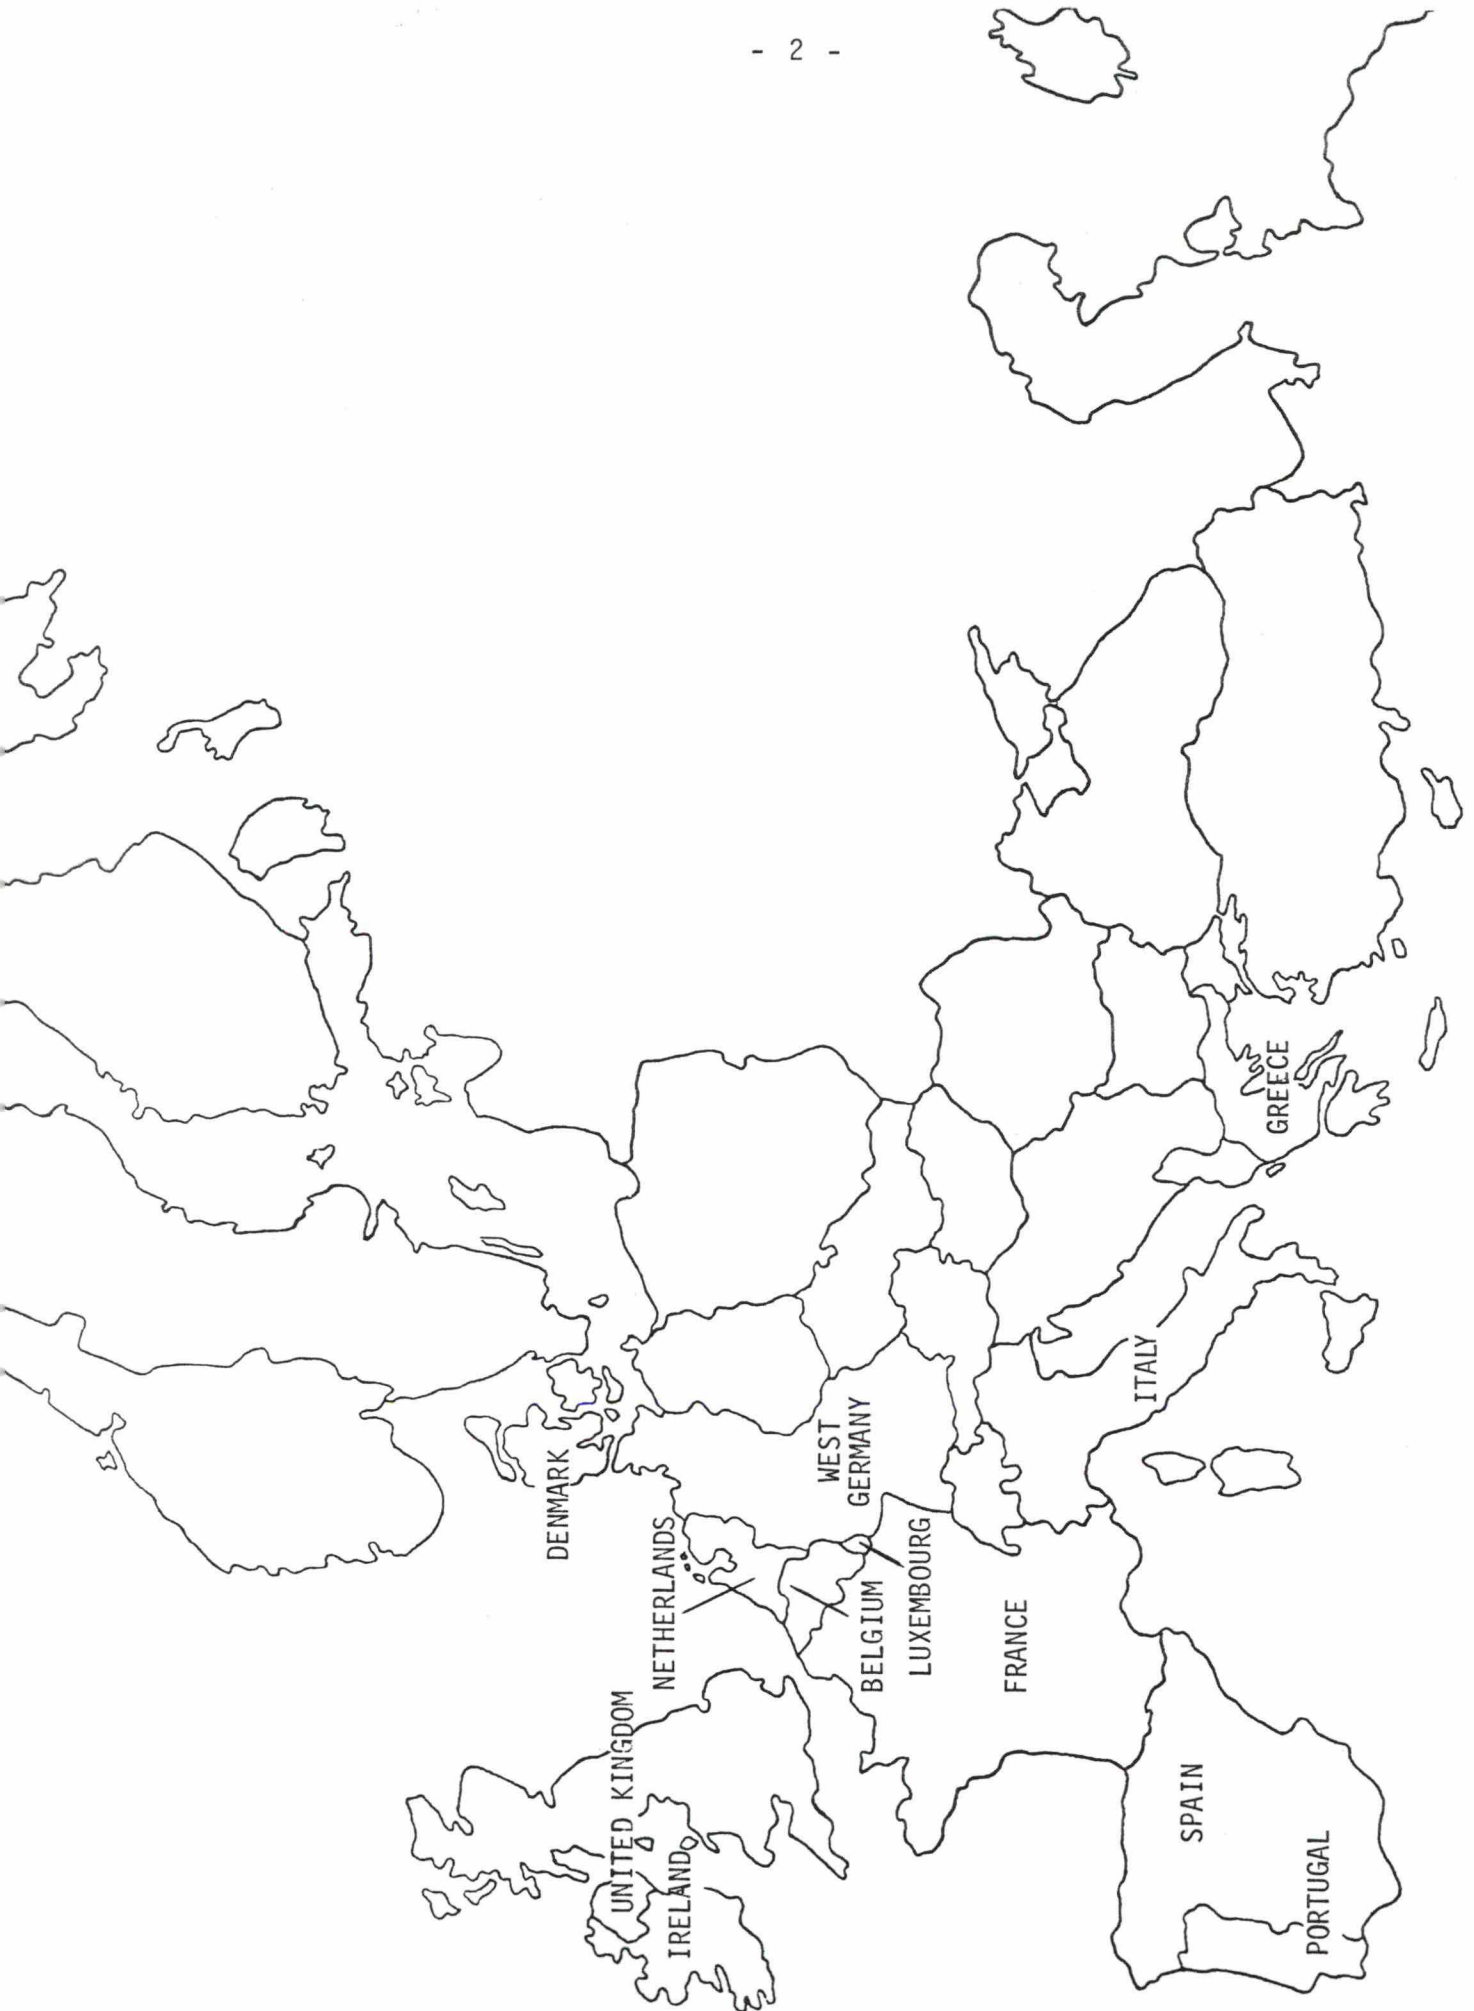 - 2 -
DENMARK
NETHERLANDS
UNITED KINGDOM
IRELAND
WEST
GERMANY
BELGIUM
LUXEMBOURG
FRANCE
ITALY
GREECE
SPAIN
PORTUGAL